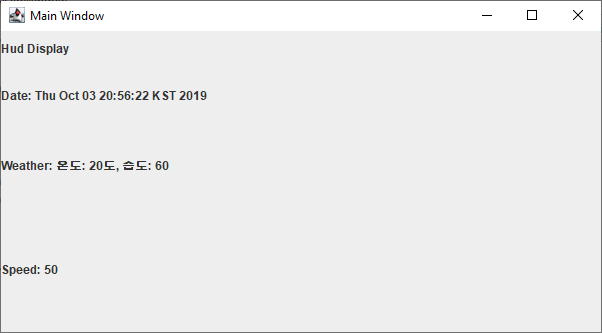 Main Window
Hud Display
Date: Thu Oct 03 20:56:22 KST 2019
Weather: 온도: 20도, 습도: 60
Speed: 50